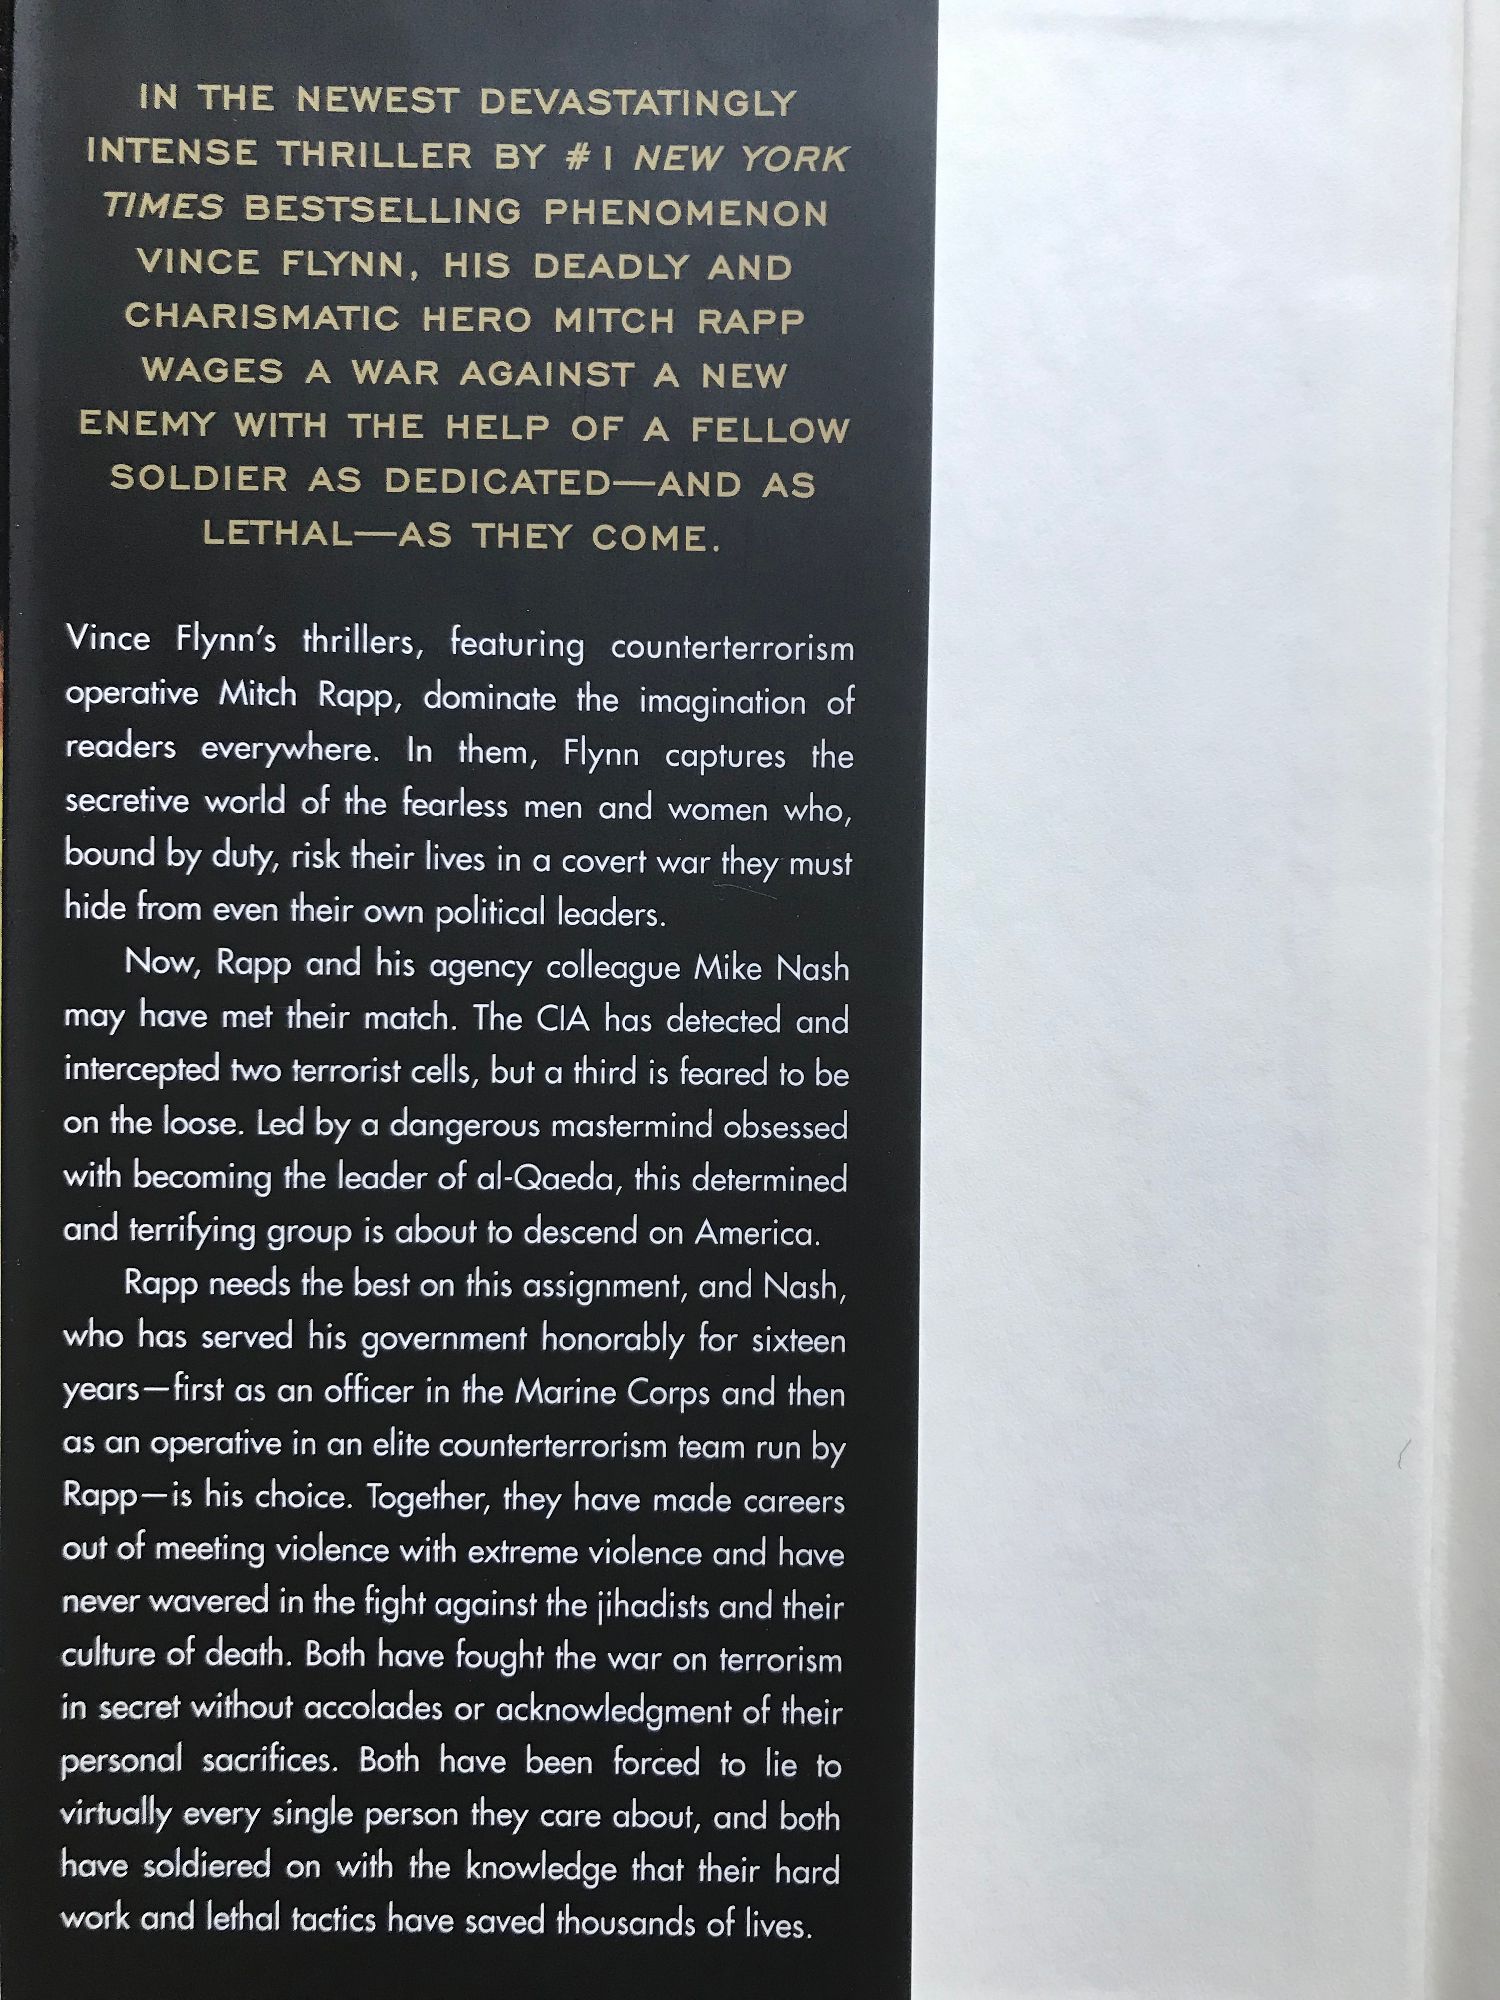 IN THE NEWEST DEVASTATINGLY
INTENSE THRILLER BY #1 NEW YORK
TIMES BESTSELLING PHENOMENON
VINCE FLYNN, HIS DEADLY AND
CHARISMATIC HERO MITCH RAPP
WAGES A WAR AGAINST A NEW
ENEMY WITH THE HELP OF A FELLOW
SOLDIER AS DEDICATED—AND AS
LETHAL—AS THEY COME.
Vince Flynn's thrillers, featuring counterterrorism
operative Mitch Rapp, dominate the imagination of
readers everywhere. In them, Flynn captures the
secretive world of the fearless men and women who,
bound by duty, risk their lives in a covert war they must
hide from even their own political leaders.
Now, Rapp and his agency colleague Mike Nash
may have met their match. The CIA has detected and
intercepted two terrorist cells, but a third is feared to be
on the loose. Led by a dangerous mastermind obsessed
with becoming the leader of al-Qaeda, this determined
and terrifying group is about to descend on America.
Rapp needs the best on this assignment, and Nash,
who has served his government honorably for sixteen
years—first as an officer in the Marine Corps and then
as an operative in an elite counterterrorism team run by
Rapp—is his choice. Together, they have made careers
out of meeting violence with extreme violence and have
never wavered in the fight against the jihadists and their
culture of death. Both have fought the war on terrorism
in secret without accolades or acknowledgment of their
personal sacrifices. Both have been forced to lie to
virtually every single person they care about, and both
have soldiered on with the knowledge that their hard
work and lethal tactics have saved thousands of lives.